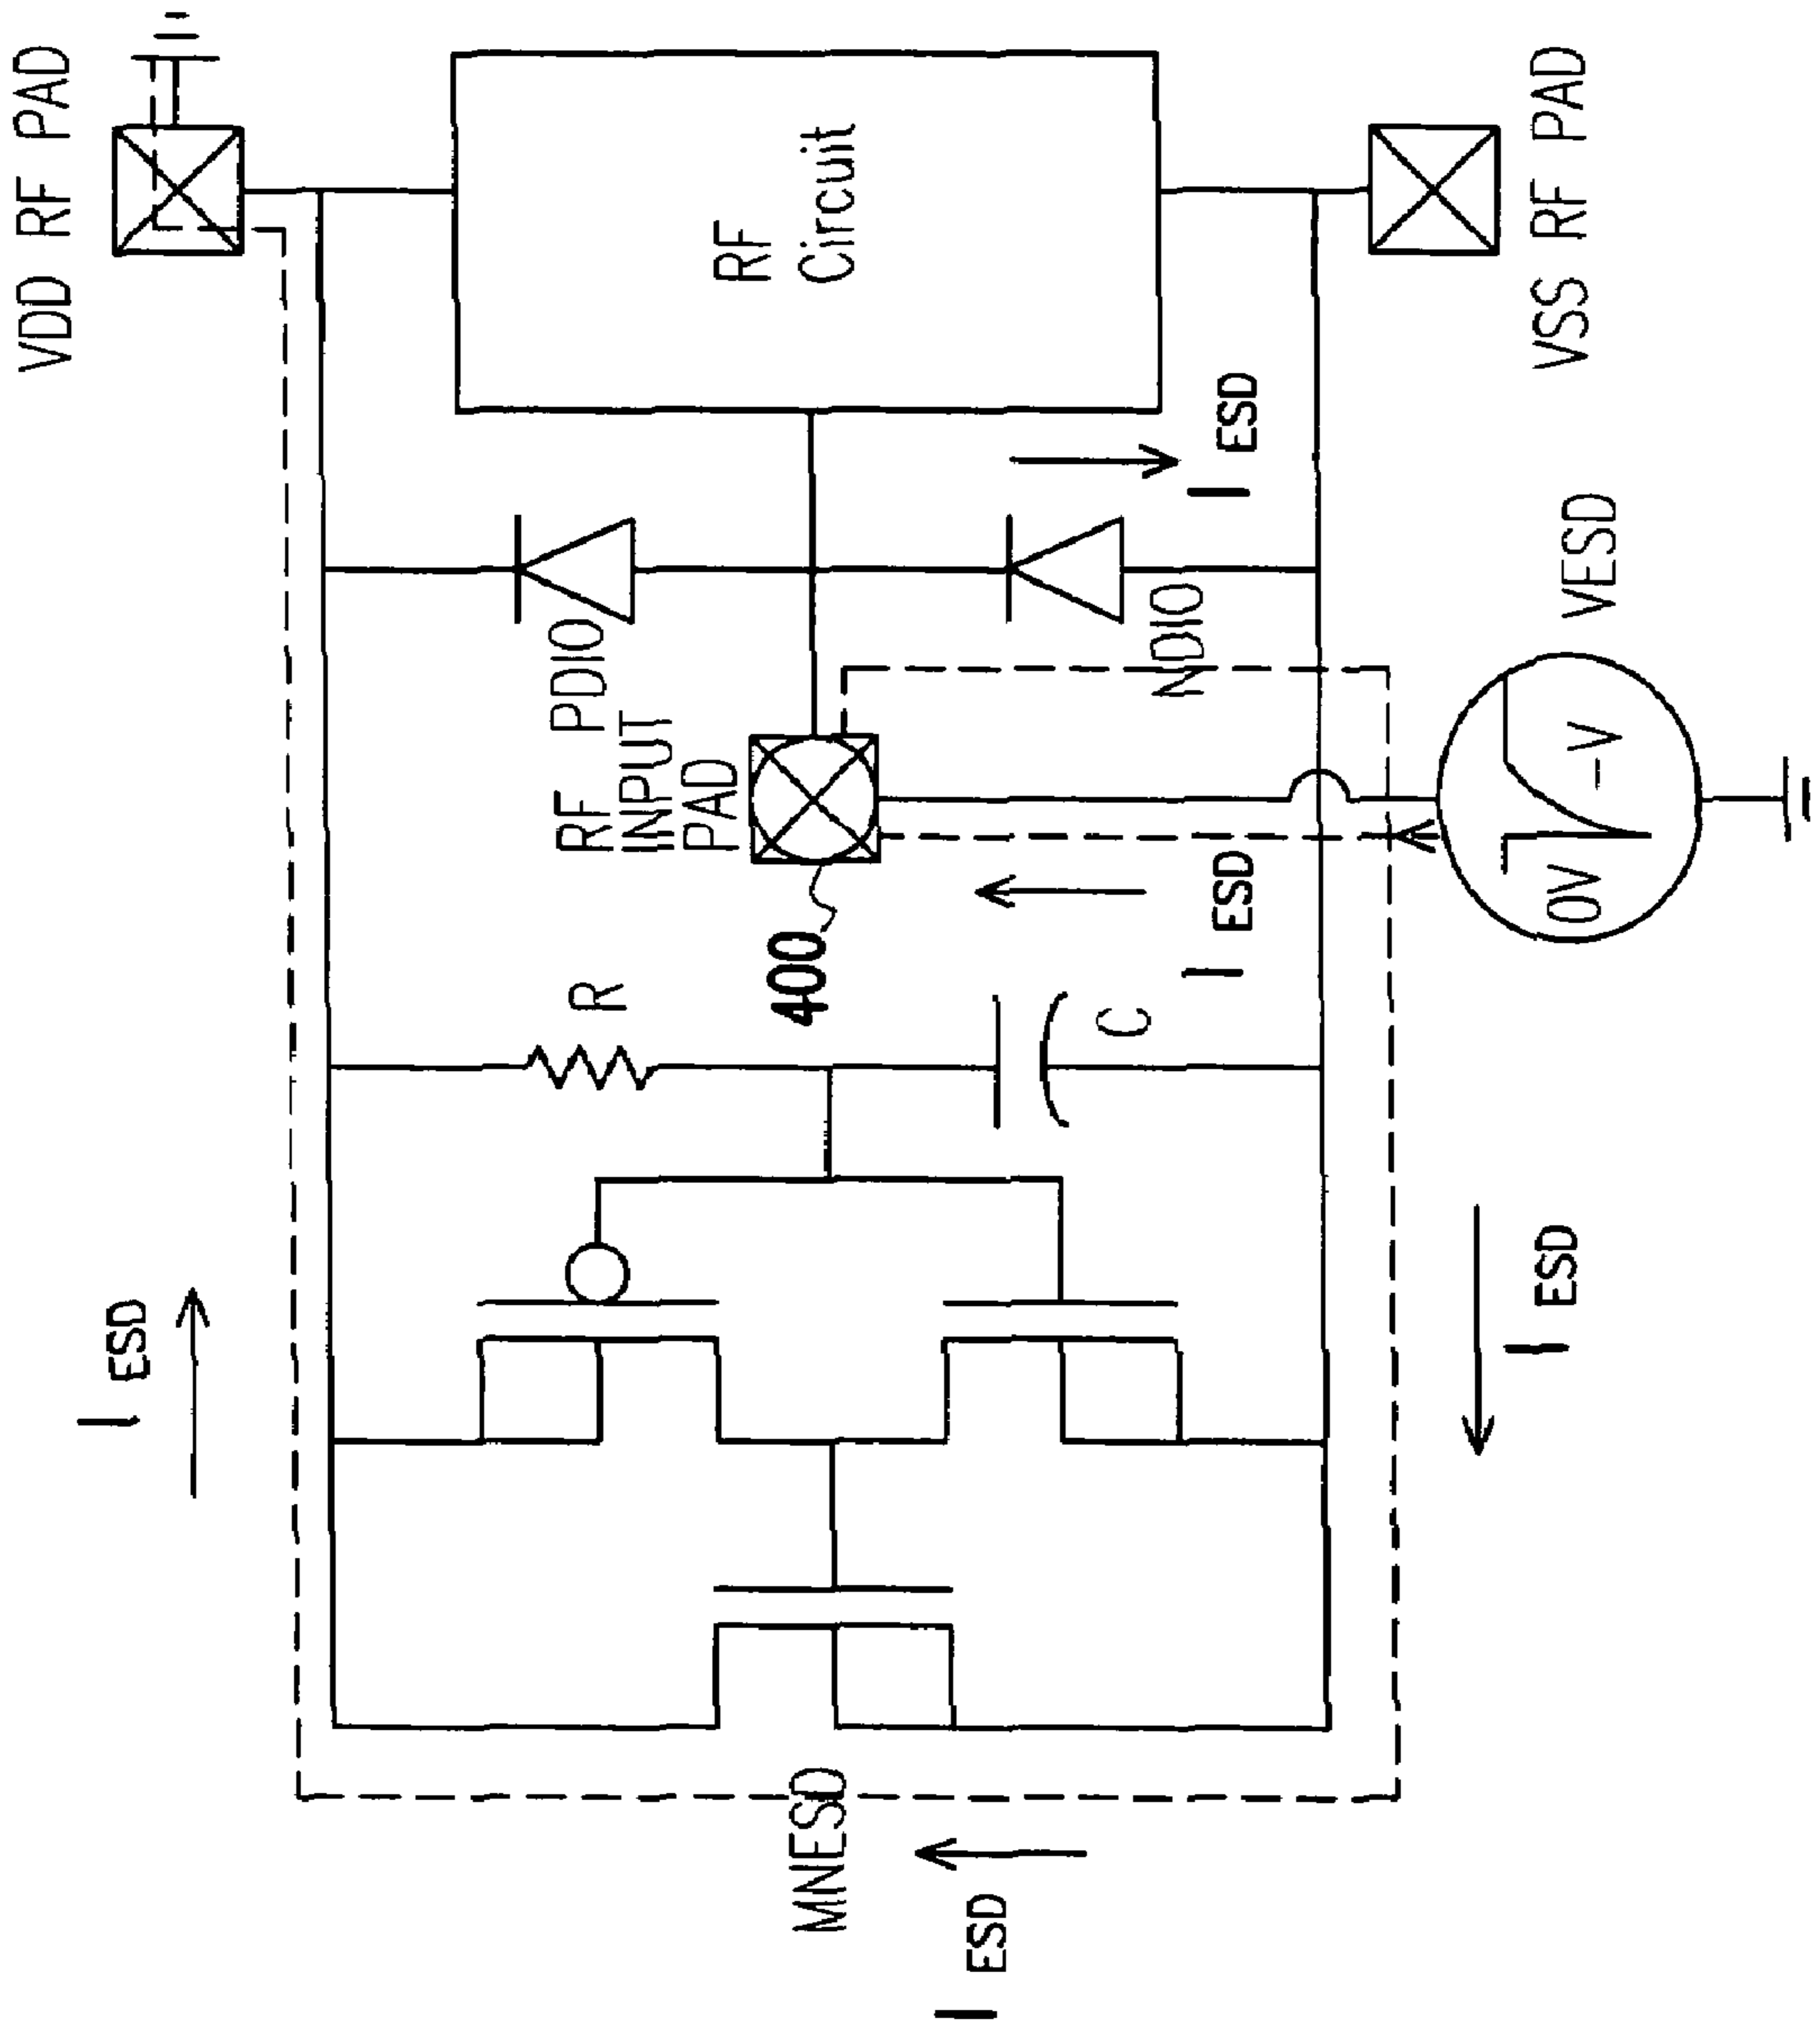 VDD RF PAD
RF
Circuit
VSS RF PAD
PDIO
NDIO
RF
INPUT
PAD
400
R
C
VESD
0V
-V
I ESD
I ESD
I ESD
I ESD
I ESD
MNESD